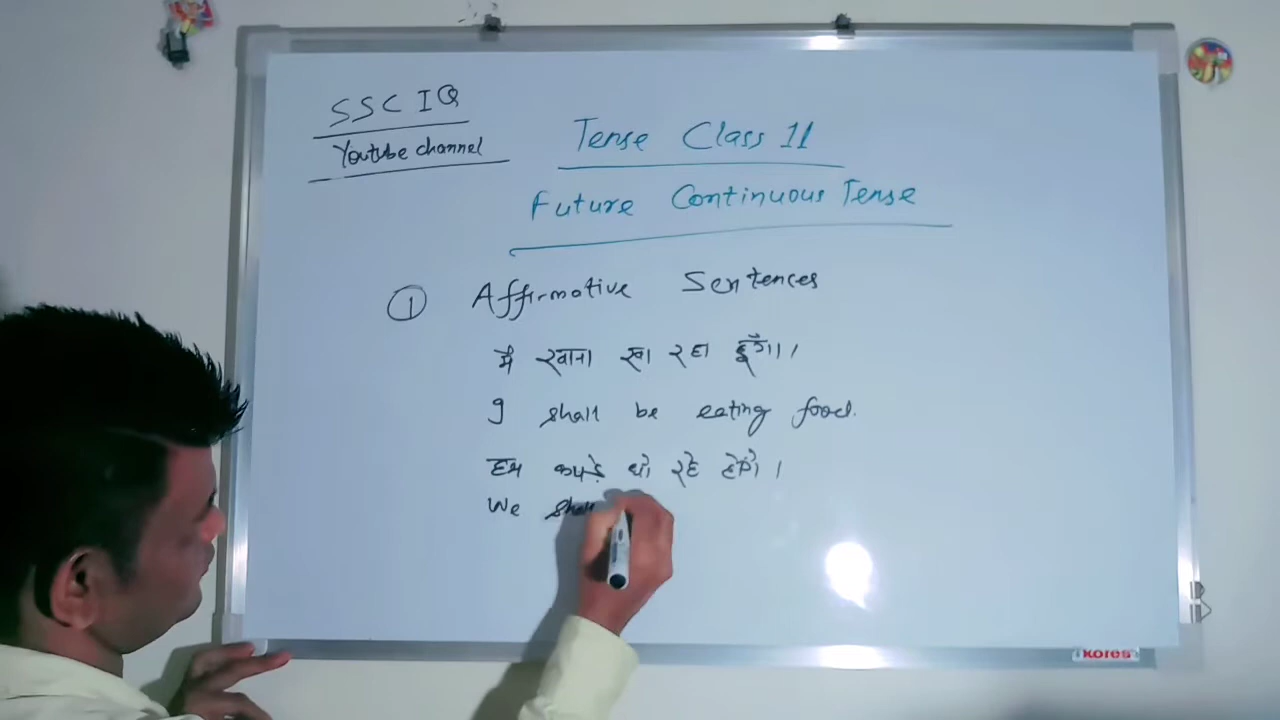 SSC IQ
Youtube channel
Tense Class 11
Future Continuous Tense
① Affirmative Sentences
मैं खाना खा रहा हूँगा।
I shall be eating food.
हम कपड़े धो रहे होंगे।
We shall
kores